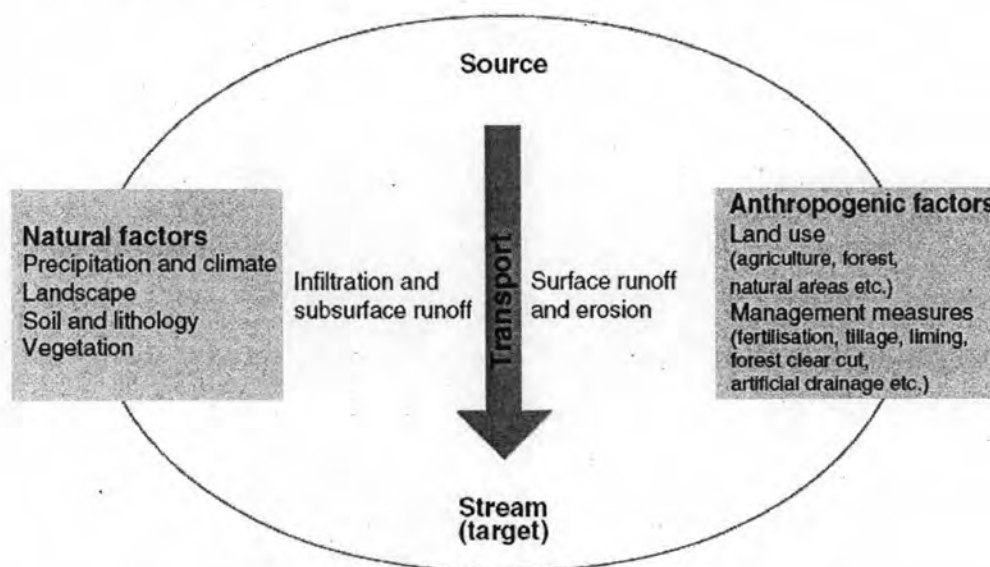 Source
Natural factors
Precipitation and climate
Landscape
Soil and lithology
Vegetation
Infiltration and
subsurface runoff
Transport
Surface runoff
and erosion
Anthropogenic factors
Land use
(agriculture, forest,
natural areas etc.)
Management measures
(fertilisation, tillage, liming,
forest clear cut,
artificial drainage etc.)
Stream
(target)